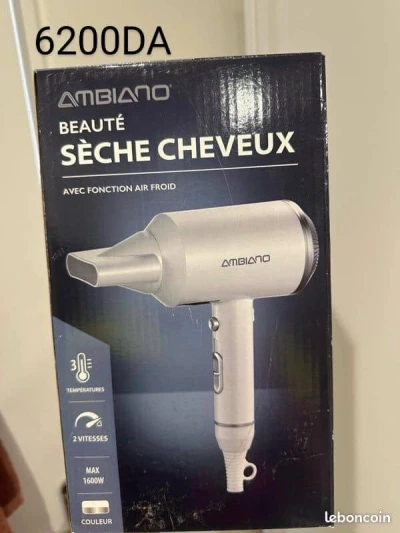 6200DA
AMBIANO
BEAUTÉ
SÈCHE CHEVEUX
AVEC FONCTION AIR FROID
AMBIANO
3
TEMPÉRATURES
2 VITESSES
MAX
1600W
COULEUR
leboncoin